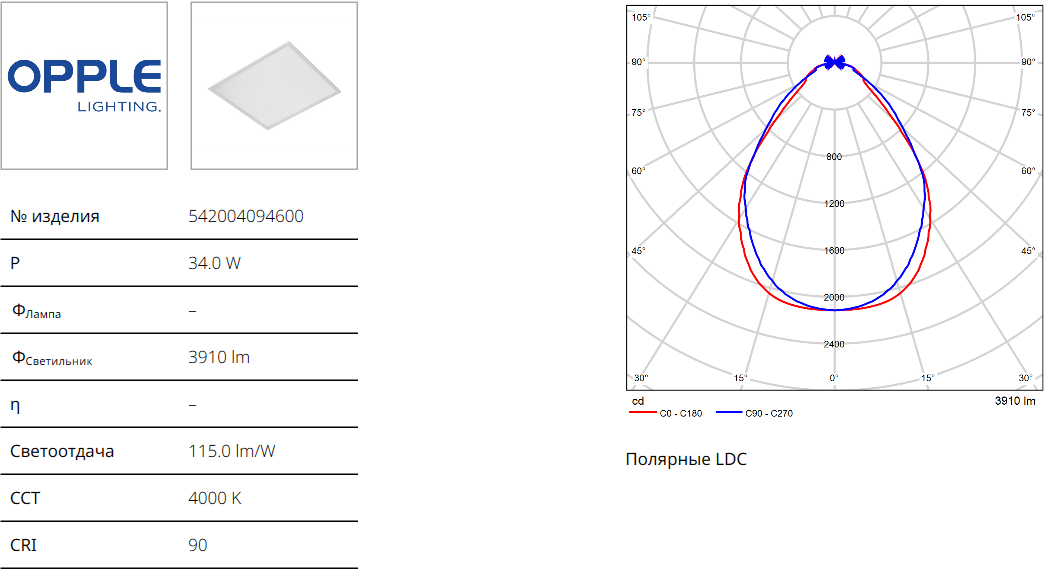 OPPLE
LIGHTING.
№ изделия 542004094600
P 34.0 W
ΦЛампа –
ΦСветильник 3910 lm
η –
Светоотдача 115.0 lm/W
CCT 4000 K
CRI 90
105° 105°
90° 90°
75° 75°
60° 800 60°
1200
45° 1600 45°
2000
2400
30° 15° 0° 15° 30°
cd 3910 lm
C0 - C180 C90 - C270
Полярные LDC